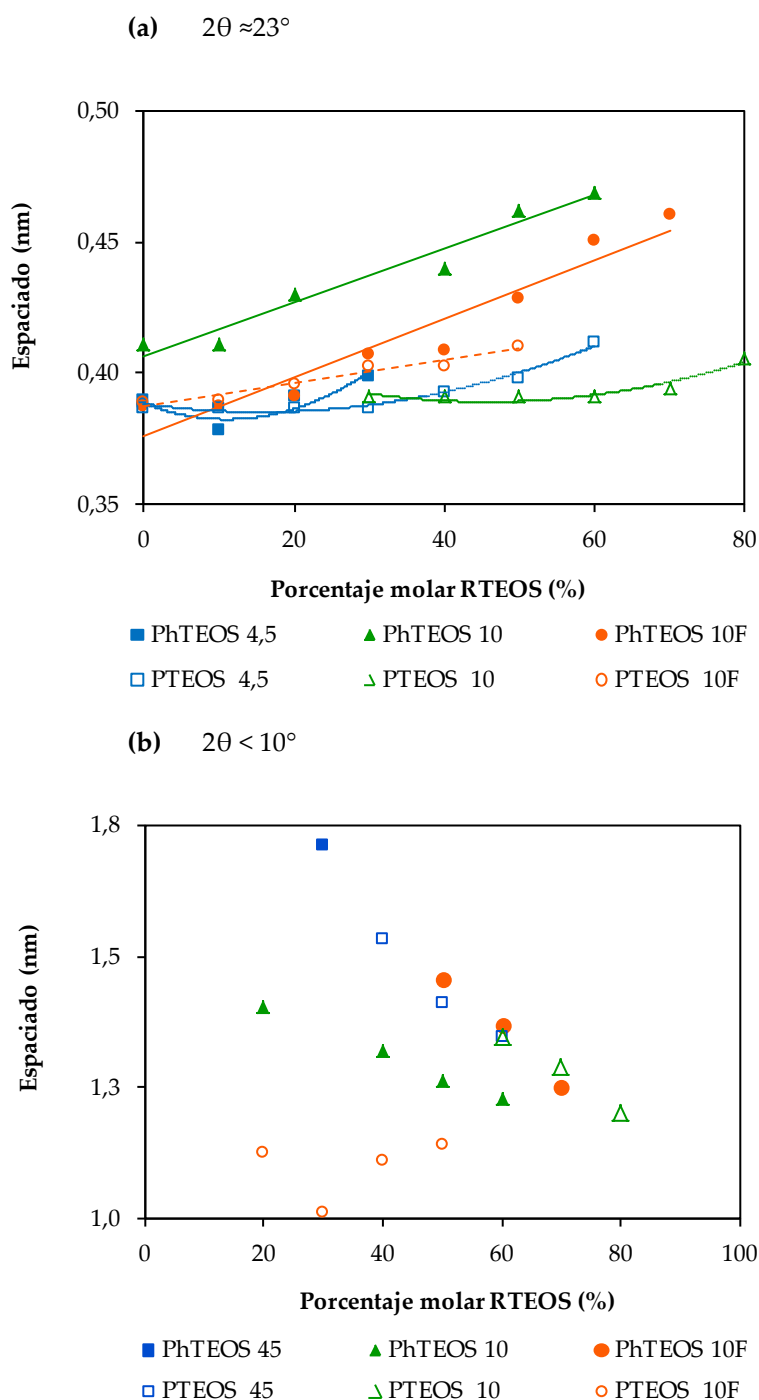 (a) 2θ ≈23°
0,50
0,45
0,40
0,35
Espaciado (nm)
0 20 40 60 80
Porcentaje molar RTEOS (%)
PhTEOS 4,5 PhTEOS 10 PhTEOS 10F
PTEOS 4,5 PTEOS 10 PTEOS 10F
(b) 2θ < 10°
1,8
1,5
1,3
1,0
Espaciado (nm)
0 20 40 60 80 100
Porcentaje molar RTEOS (%)
PhTEOS 45 PhTEOS 10 PhTEOS 10F
PTEOS 45 PTEOS 10 PTEOS 10F